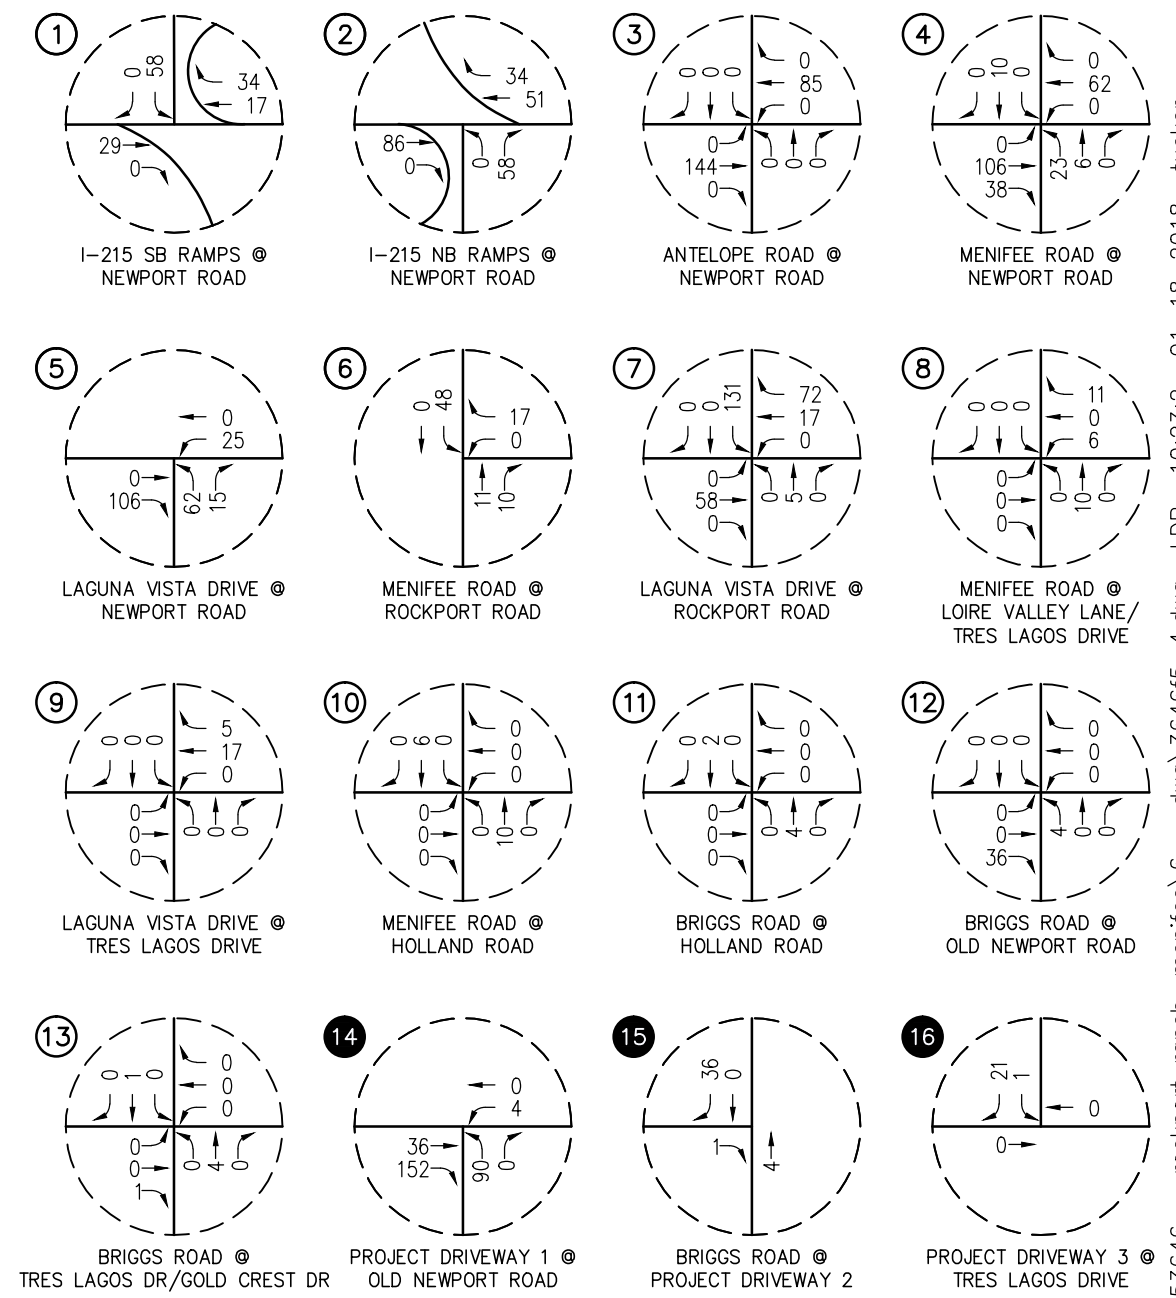 1
0 58
34
17
29
0
I-215 SB RAMPS @
NEWPORT ROAD
2
34
51
86
0
0 58
I-215 NB RAMPS @
NEWPORT ROAD
3
0 0 0
0
85
0
0
144
0
0 0 0
ANTELOPE ROAD @
NEWPORT ROAD
4
0 10 0
0
62
0
0
106
38
23 6 0
MENIFEE ROAD @
NEWPORT ROAD
5
0
25
0
106
62 15
LAGUNA VISTA DRIVE @
NEWPORT ROAD
6
0 48
17
0
11 10
MENIFEE ROAD @
ROCKPORT ROAD
7
0 0 131
72
17
0
0
58
0
0 5 0
LAGUNA VISTA DRIVE @
ROCKPORT ROAD
8
0 0 0
11
0
6
0
0
0
0 10 0
MENIFEE ROAD @
LOIRE VALLEY LANE/
TRES LAGOS DRIVE
9
0 0 0
5
17
0
0
0
0
0 0 0
LAGUNA VISTA DRIVE @
TRES LAGOS DRIVE
10
0 6 0
0
0
0
0
0
0
0 10 0
MENIFEE ROAD @
HOLLAND ROAD
11
0 2 0
0
0
0
0
0
0
0 4 0
BRIGGS ROAD @
HOLLAND ROAD
12
0 0 0
0
0
0
0
0
36
4 0 0
BRIGGS ROAD @
OLD NEWPORT ROAD
13
0 1 0
0
0
0
0
0
1
0 4 0
BRIGGS ROAD @
TRES LAGOS DR/GOLD CREST DR
14
0
4
36
152
90 0
PROJECT DRIVEWAY 1 @
OLD NEWPORT ROAD
15
36 0
1
4
BRIGGS ROAD @
PROJECT DRIVEWAY 2
16
21 1
0
0
PROJECT DRIVEWAY 3 @
TRES LAGOS DRIVE